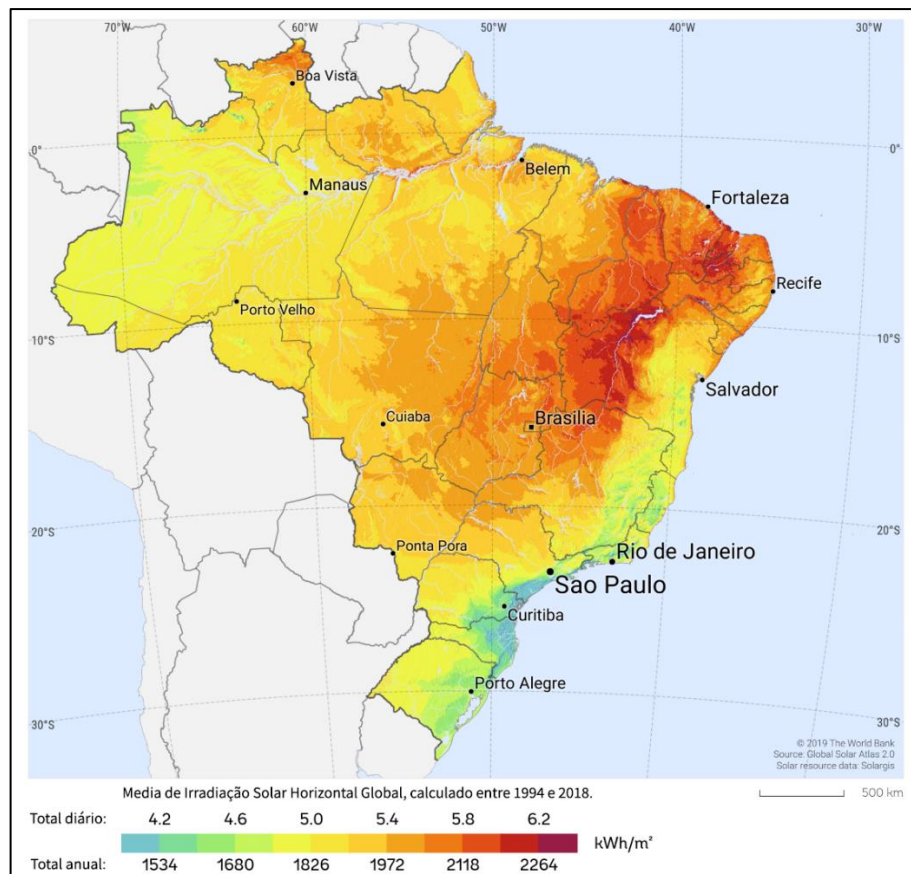 70°W 60°W 50°W 40°W 30°W
Boa Vista
0° 0°
Belem
Manaus
Fortaleza
Recife
Porto Velho
10°S 10°S
Salvador
Cuiaba
Brasília
20°S 20°S
Ponta Pora
Rio de Janeiro
Sao Paulo
Curitiba
Porto Alegre
30°S 30°S
© 2019 The World Bank
Source: Global Solar Atlas 2.0
Solar resource data: Solargis
Media de Irradiação Solar Horizontal Global, calculado entre 1994 e 2018.
500 km
Total diário: 4.2 4.6 5.0 5.4 5.8 6.2
kWh/m²
Total anual: 1534 1680 1826 1972 2118 2264